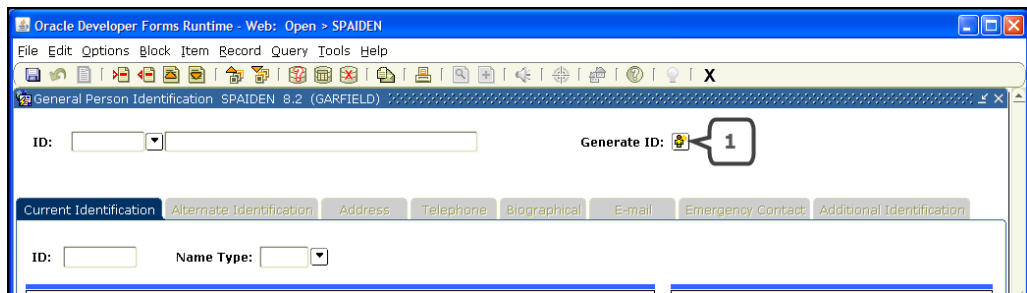 Oracle Developer Forms Runtime - Web: Open > SPAIDEN
File Edit Options Block Item Record Query Tools Help
X
General Person Identification SPAIDEN 8.2 (GARFIELD)
ID: Generate ID: 1
Current Identification Alternate Identification Address Telephone Biographical E-mail Emergency Contact Additional Identification
ID: Name Type: